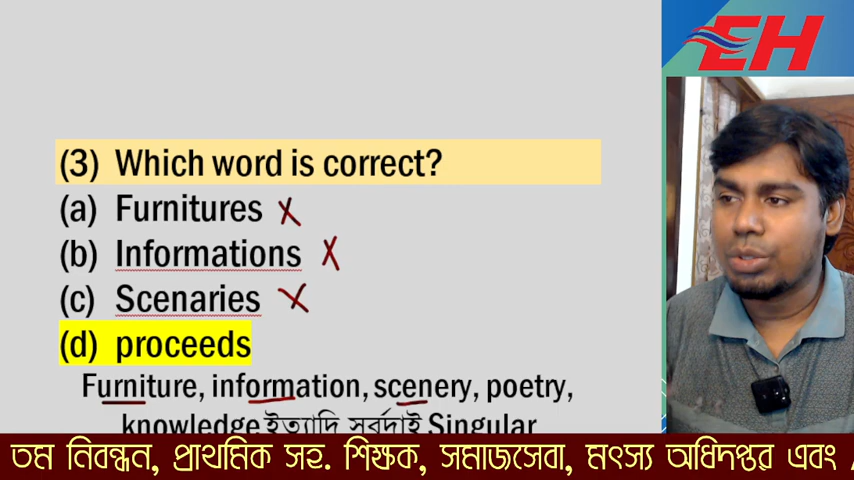 EH
(3) Which word is correct?
(a) Furnitures
(b) Informations
(c) Scenaries
(d) proceeds
Furniture, information, scenery, poetry,
knowledge ইত্যাদি সর্বদাই Singular
তম নিবন্ধন, প্রাথমিক সহ. শিক্ষক, সমাজসেবা, মৎস্য অধিদপ্তর এবং